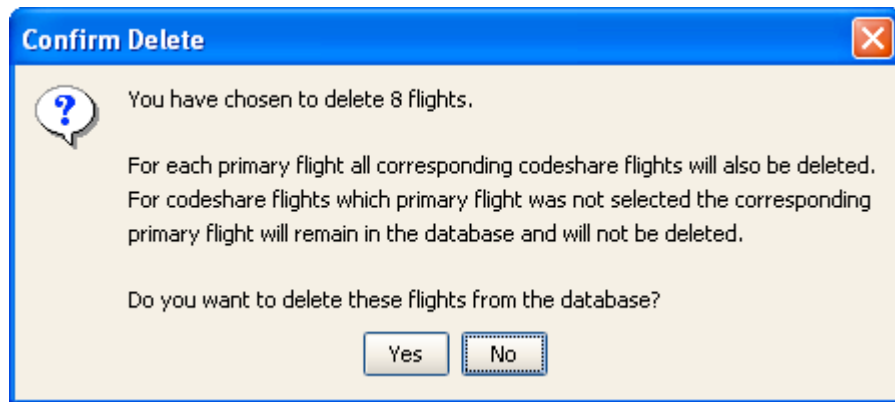 Confirm Delete
You have chosen to delete 8 flights.
For each primary flight all corresponding codeshare flights will also be deleted.
For codeshare flights which primary flight was not selected the corresponding
primary flight will remain in the database and will not be deleted.
Do you want to delete these flights from the database?
Yes No